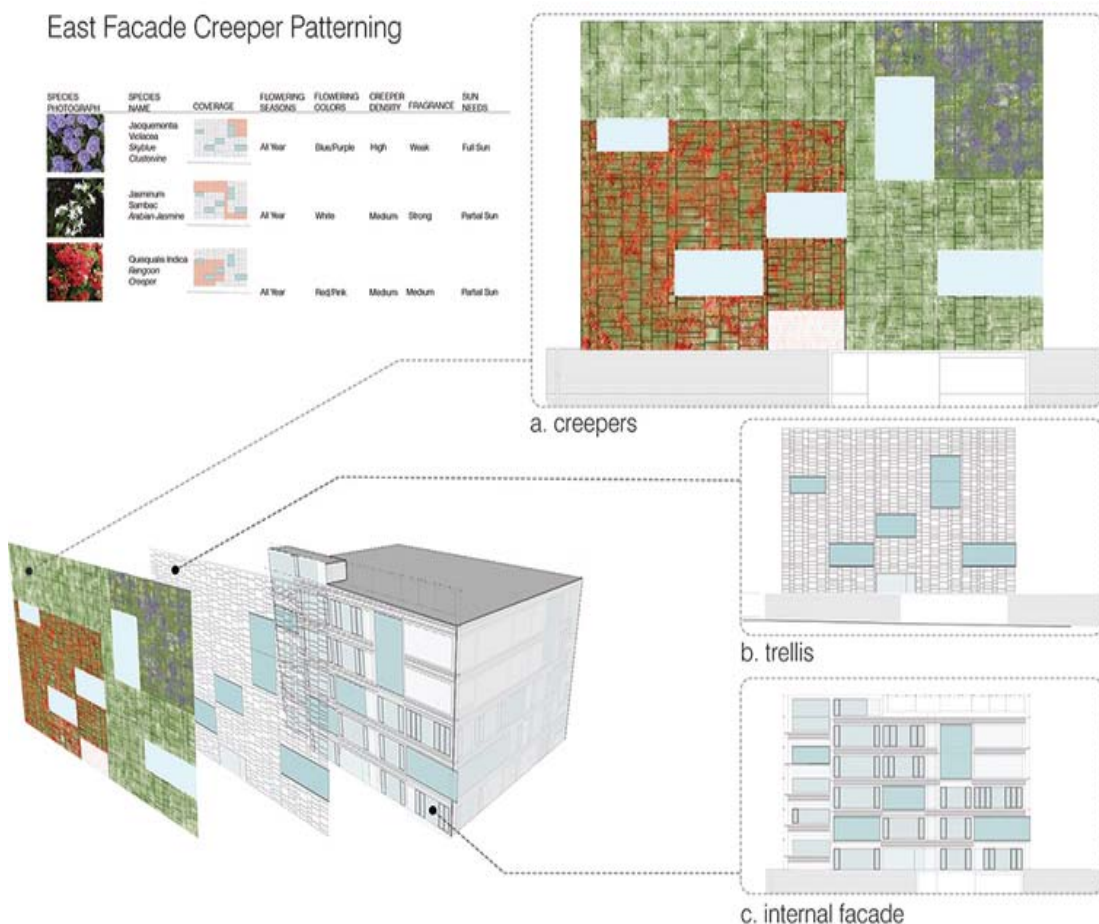 East Facade Creeper Patterning
SPECIES PHOTOGRAPH SPECIES NAME COVERAGE FLOWERING SEASONS FLOWERING COLORS CREEPER DENSITY FRAGRANCE SUN NEEDS
Jacquemontia
Violacea
Skyblue
Clustervine
All Year Blue/Purple High Weak Full Sun
Jasminum
Sambac
Arabian Jasmine
All Year White Medium Strong Partial Sun
Quisqualis Indica
Rangoon
Creeper
All Year Red/Pink Medium Medium Partial Sun
a. creepers
b. trellis
c. internal facade